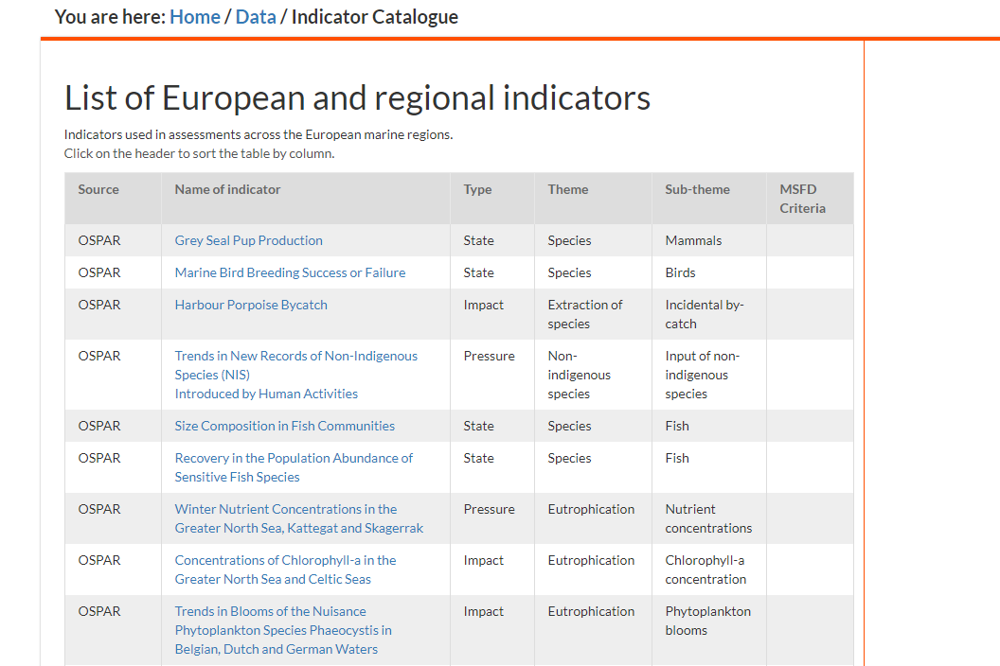 You are here: Home / Data / Indicator Catalogue
List of European and regional indicators
Indicators used in assessments across the European marine regions.
Click on the header to sort the table by column.
Source Name of indicator Type Theme Sub-theme MSFD
Criteria
OSPAR Grey Seal Pup Production State Species Mammals
OSPAR Marine Bird Breeding Success or Failure State Species Birds
OSPAR Harbour Porpoise Bycatch Impact Extraction of Incidental by-
species catch
OSPAR Trends in New Records of Non-Indigenous Pressure Non- Input of non-
Species (NIS) indigenous indigenous
Introduced by Human Activities species species
OSPAR Size Composition in Fish Communities State Species Fish
OSPAR Recovery in the Population Abundance of State Species Fish
Sensitive Fish Species
OSPAR Winter Nutrient Concentrations in the Pressure Eutrophication Nutrient
Greater North Sea, Kattegat and Skagerrak concentrations
OSPAR Concentrations of Chlorophyll-a in the Impact Eutrophication Chlorophyll-a
Greater North Sea and Celtic Seas concentration
OSPAR Trends in Blooms of the Nuisance Impact Eutrophication Phytoplankton
Phytoplankton Species Phaeocystis in blooms
Belgian, Dutch and German Waters